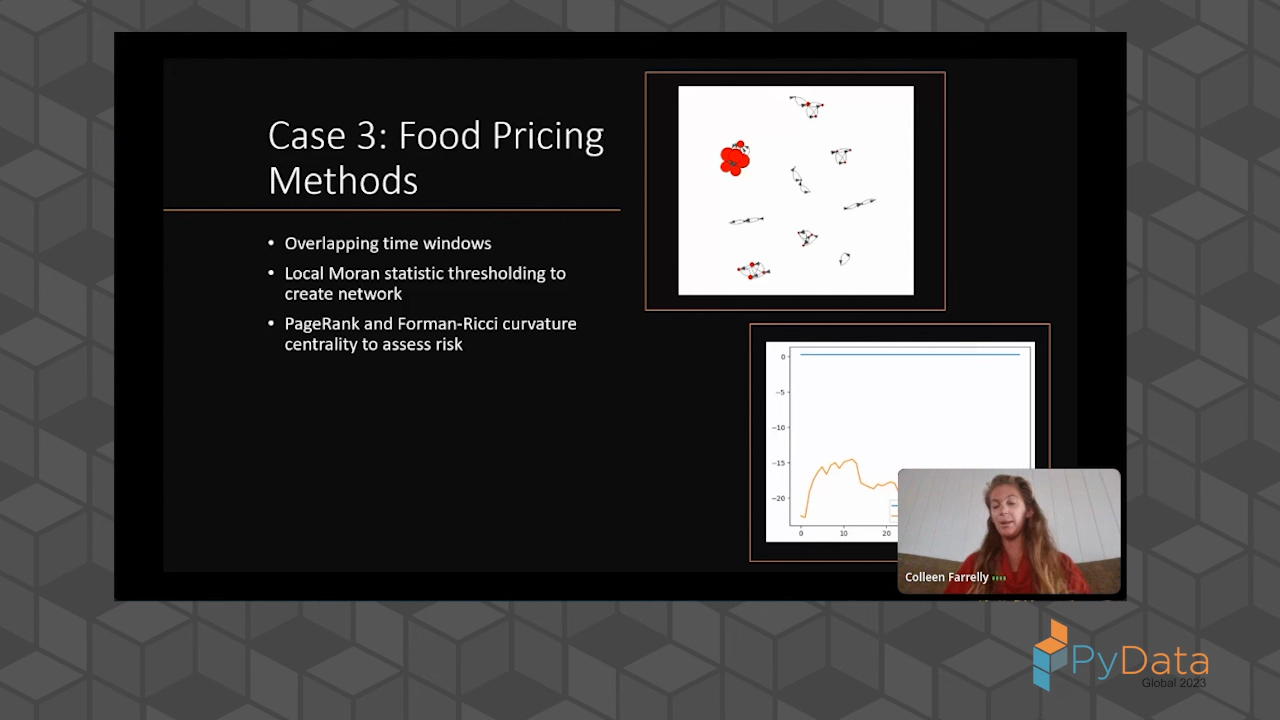 Case 3: Food Pricing
Methods
• Overlapping time windows
• Local Moran statistic thresholding to
create network
• PageRank and Forman-Ricci curvature
centrality to assess risk
0
−5
−10
−15
−20
0
10
20
Colleen Farrelly
PyData
Global 2023